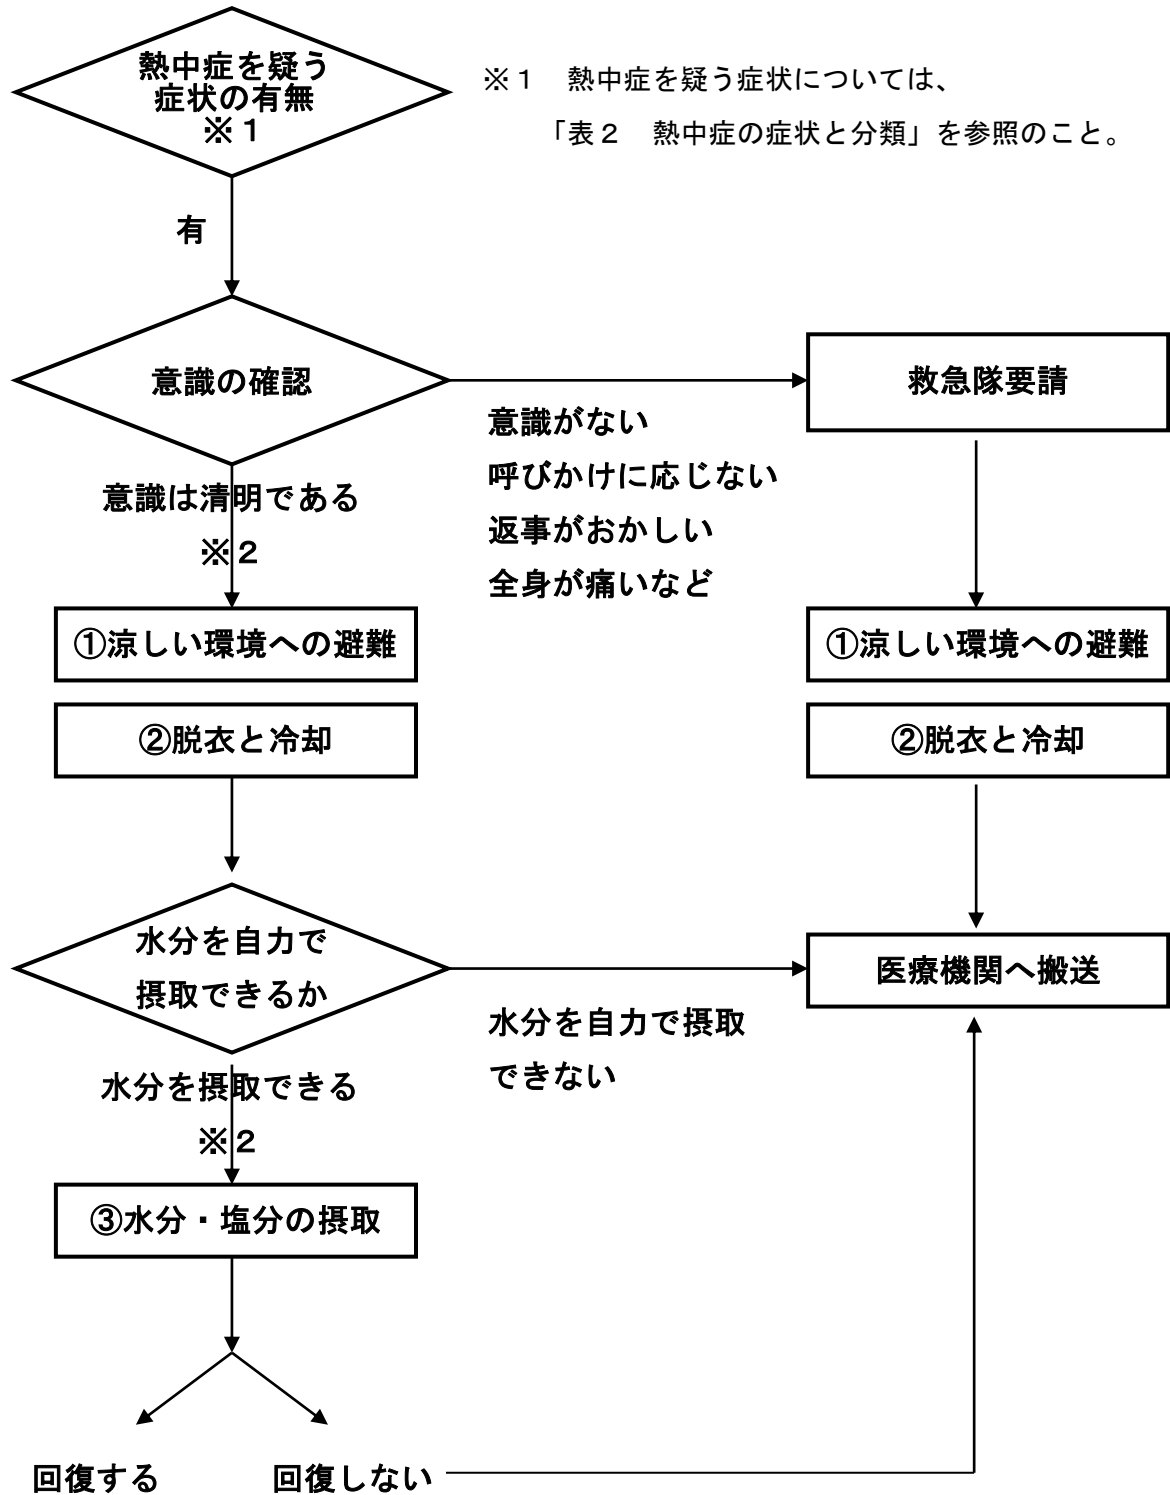 熱中症を疑う
症状の有無
※１
※１　熱中症を疑う症状については、
「表２　熱中症の症状と分類」を参照のこと。
有
意識の確認
救急隊要請
意識がない
呼びかけに応じない
返事がおかしい
全身が痛いなど
意識は清明である
※２
①涼しい環境への避難
①涼しい環境への避難
②脱衣と冷却
②脱衣と冷却
水分を自力で
摂取できるか
医療機関へ搬送
水分を自力で摂取
できない
水分を摂取できる
※２
③水分・塩分の摂取
回復する
回復しない